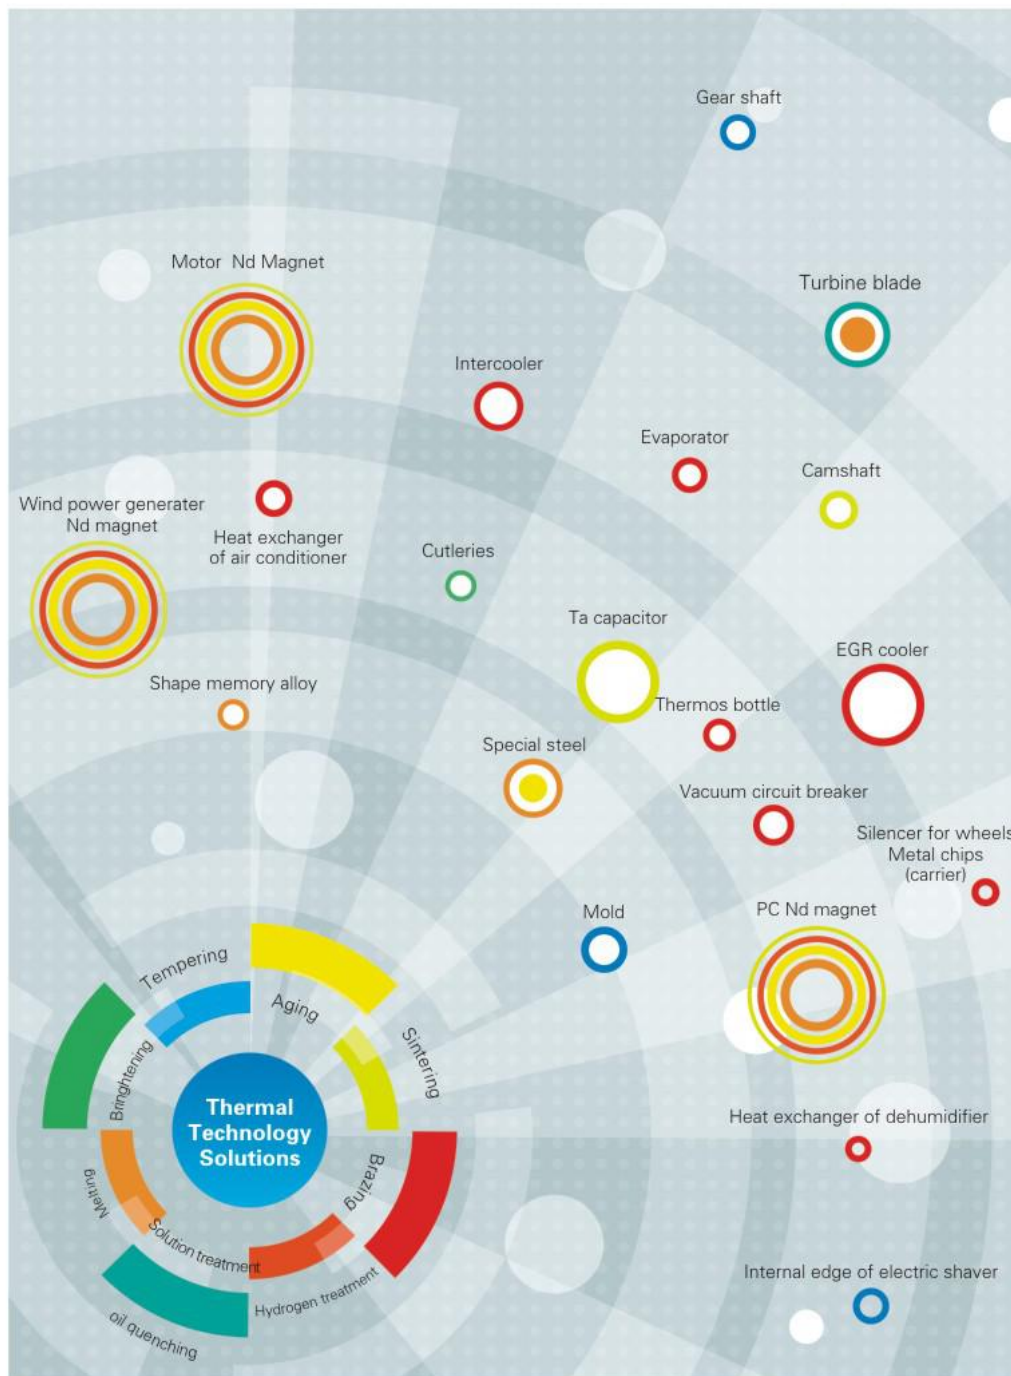 Gear shaft
Motor Nd Magnet
Turbine blade
Intercooler
Evaporator
Camshaft
Wind power generater
Nd magnet
Heat exchanger
of air conditioner
Cutleries
Ta capacitor
EGR cooler
Shape memory alloy
Thermos bottle
Special steel
Vacuum circuit breaker
Silencer for wheels
Metal chips
(carrier)
Mold
PC Nd magnet
Tempering
Aging
Sintering
Bringhtening
Thermal
Technology
Solutions
Heat exchanger of dehumidifier
Brazing
Melting
Solution treatment
Hydrogen treatment
Internal edge of electric shaver
oil quenching